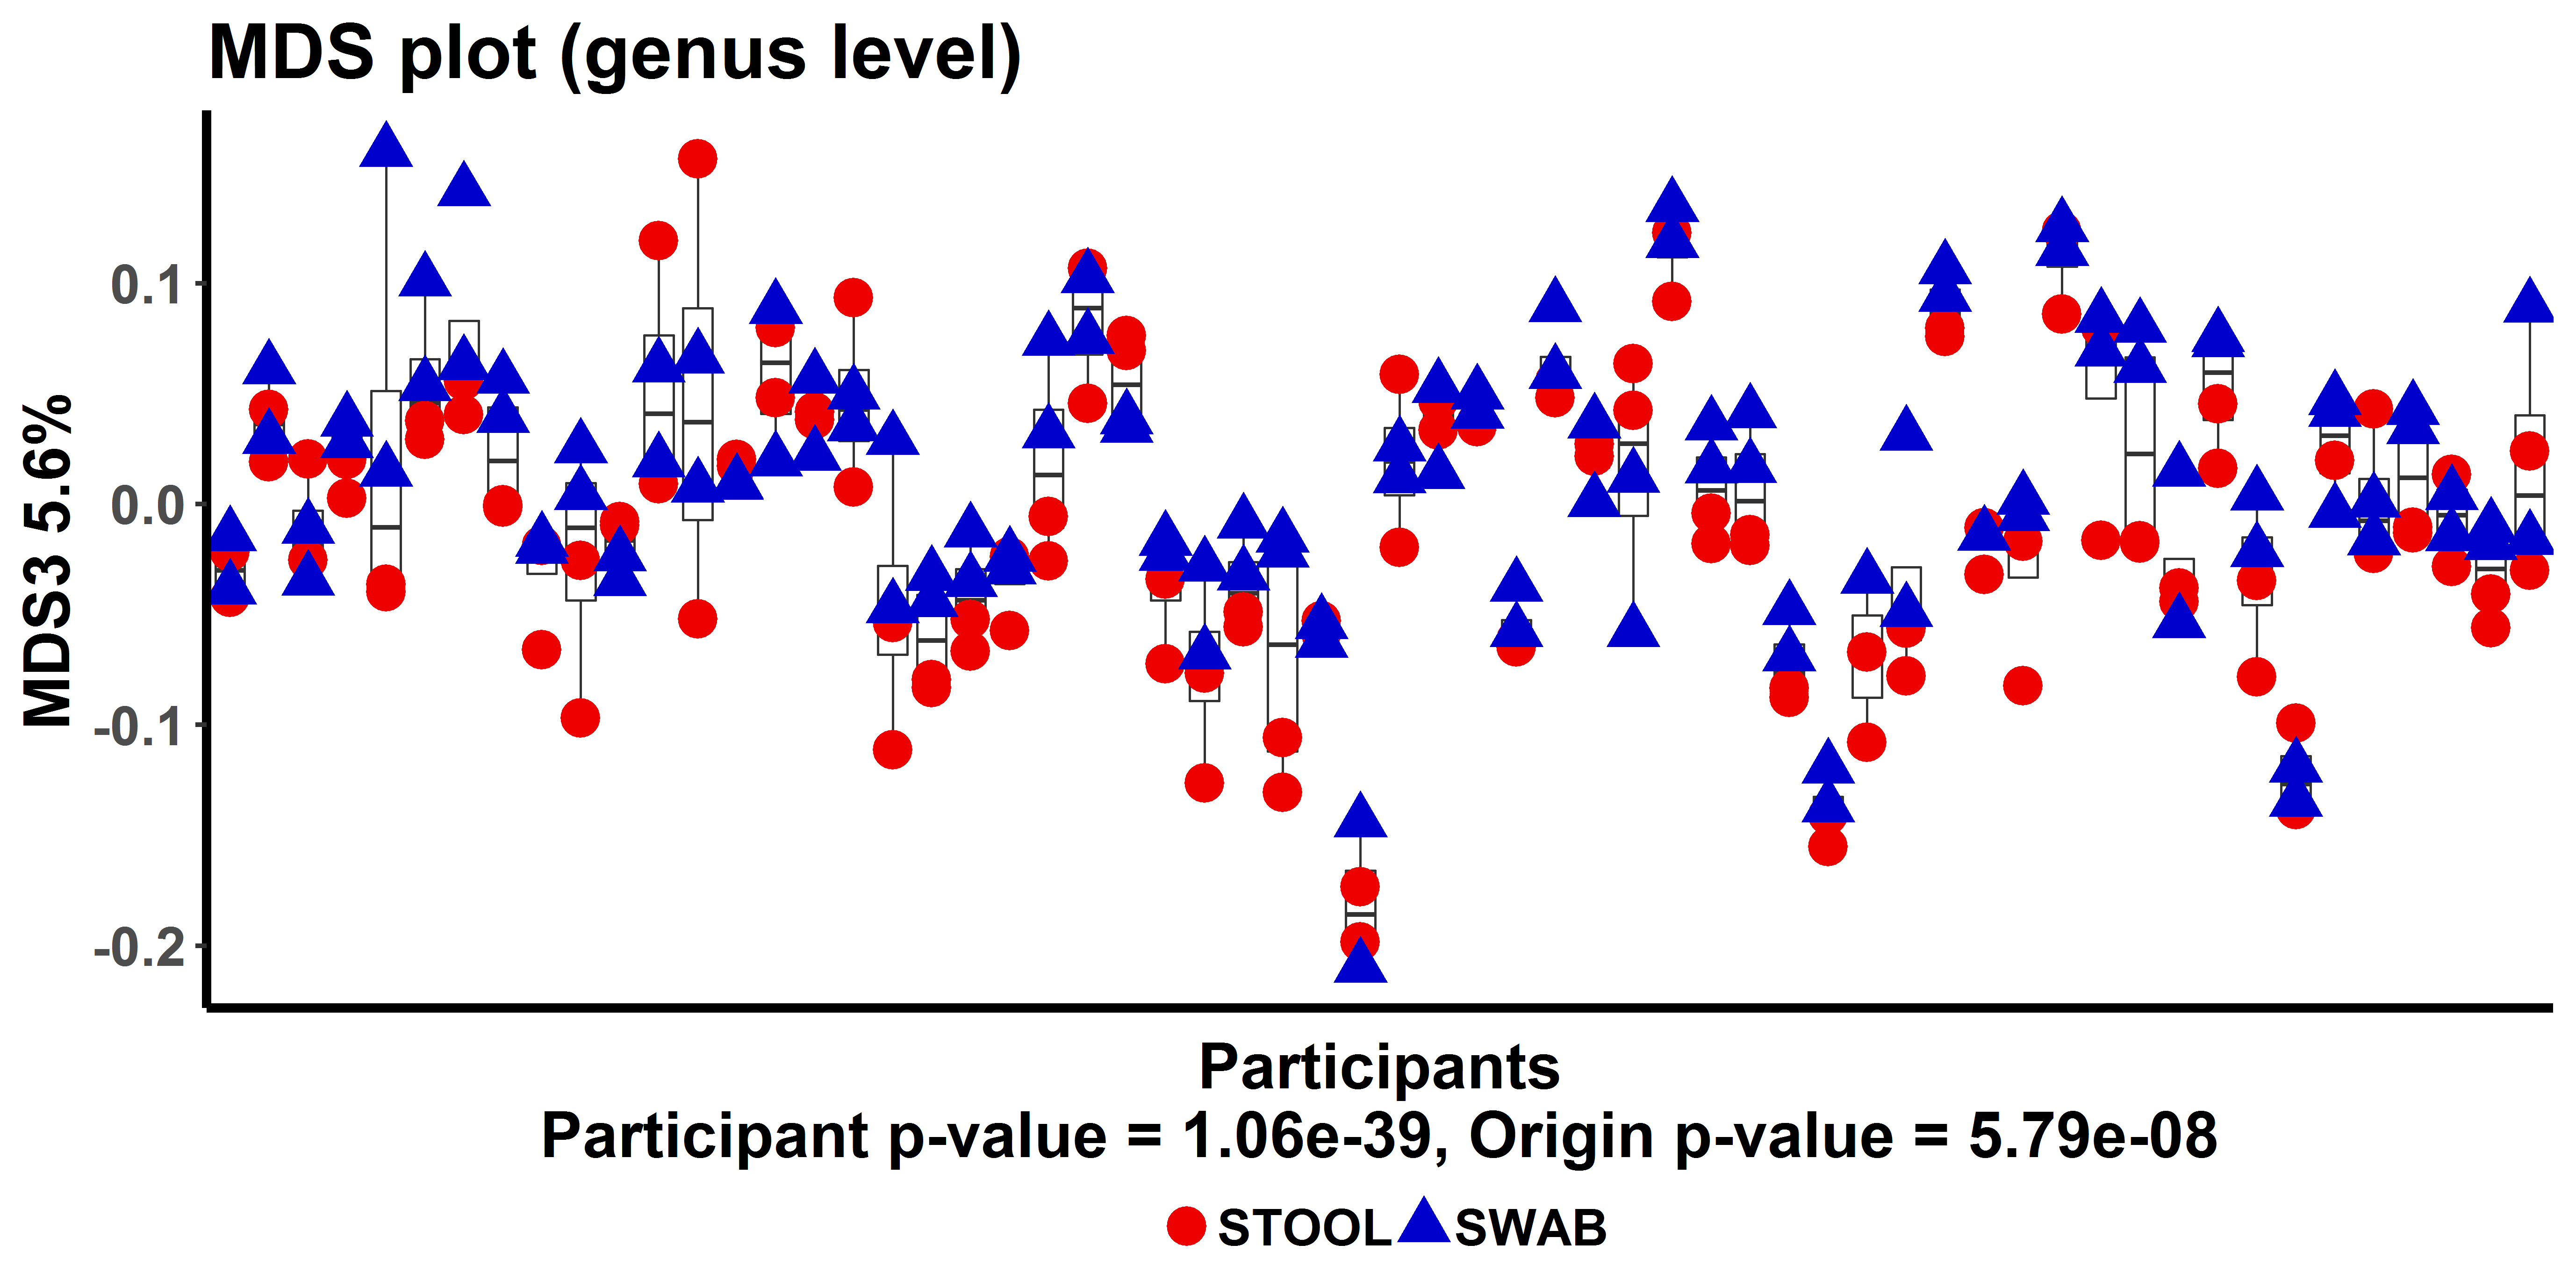 MDS plot (genus level)
MDS3 5.6%
0.1
0.0
-0.1
-0.2
Participants
Participant p-value = 1.06e-39, Origin p-value = 5.79e-08
STOOL SWAB